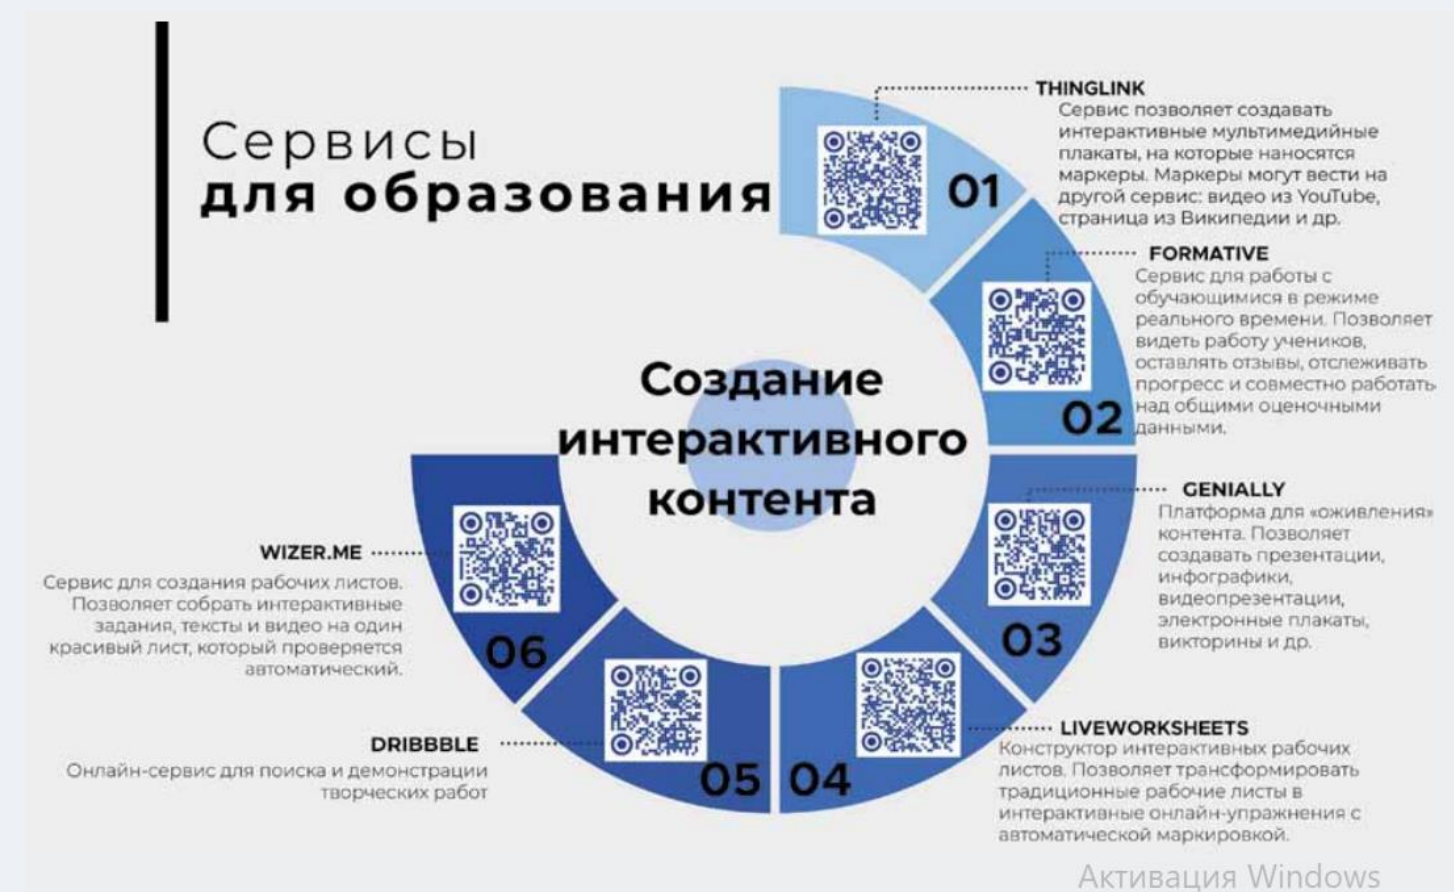 Сервисы
для образования
THINGLINK
Сервис позволяет создавать
интерактивные мультимедийные
плакаты, на которые наносятся
маркеры. Маркеры могут вести на
другой сервис: видео из YouTube,
страница из Википедии и др.
01
FORMATIVE
Сервис для работы с
обучающимися в режиме
реального времени. Позволяет
видеть работу учеников,
оставлять отзывы, отслеживать
прогресс и совместно работать
над общими оценочными
данными.
02
Создание
интерактивного
контента
GENIALLY
Платформа для «оживления»
контента. Позволяет
создавать презентации,
инфографики,
видеопрезентации,
электронные плакаты,
викторины и др.
03
LIVEWORKSHEETS
Конструктор интерактивных рабочих
листов. Позволяет трансформировать
традиционные рабочие листы в
интерактивные онлайн-упражнения с
автоматической маркировкой.
04
DRIBBBLE
Онлайн-сервис для поиска и демонстрации
творческих работ
05
WIZER.ME
Сервис для создания рабочих листов.
Позволяет собрать интерактивные
задания, тексты и видео на один
красивый лист, который проверяется
автоматический.
06
Активация Windows